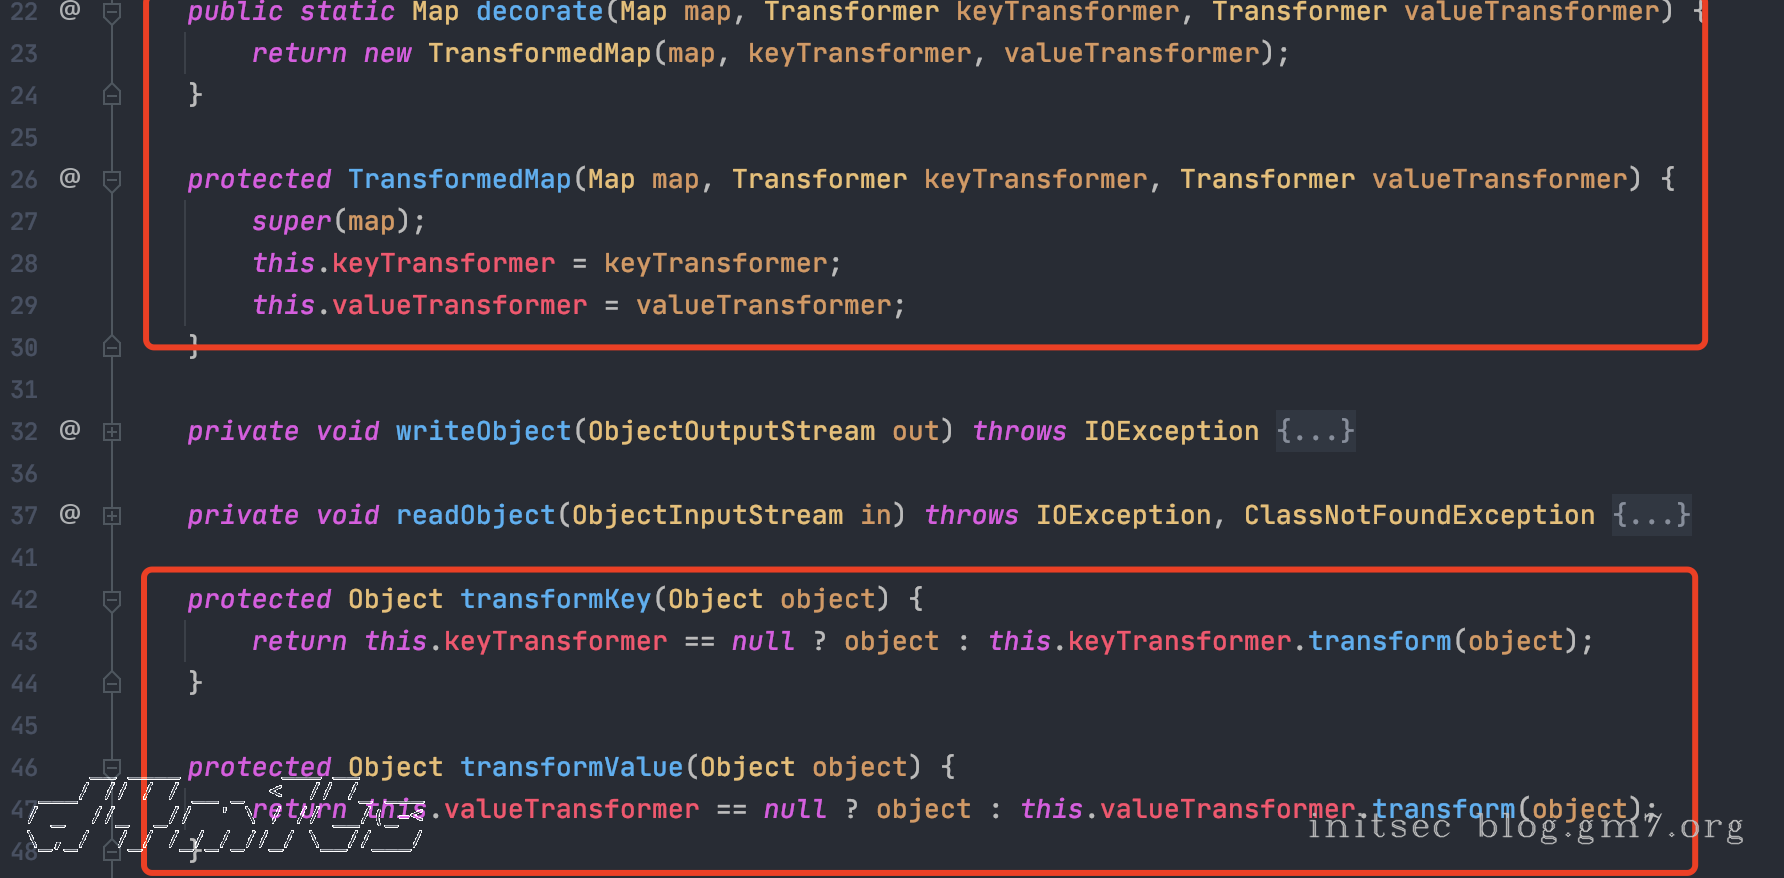 22 @ public static Map decorate(Map map, Transformer keyTransformer, Transformer valueTransformer) {
23 return new TransformedMap(map, keyTransformer, valueTransformer);
24 }
25
26 @ protected TransformedMap(Map map, Transformer keyTransformer, Transformer valueTransformer) {
27 super(map);
28 this.keyTransformer = keyTransformer;
29 this.valueTransformer = valueTransformer;
30 }
31
32 @ private void writeObject(ObjectOutputStream out) throws IOException {...}
36
37 @ private void readObject(ObjectInputStream in) throws IOException, ClassNotFoundException {...}
41
42 protected Object transformKey(Object object) {
43 return this.keyTransformer == null ? object : this.keyTransformer.transform(object);
44 }
45
46 protected Object transformValue(Object object) {
47 return this.valueTransformer == null ? object : this.valueTransformer.transform(object);
48 }
initsec blog.gm7.org